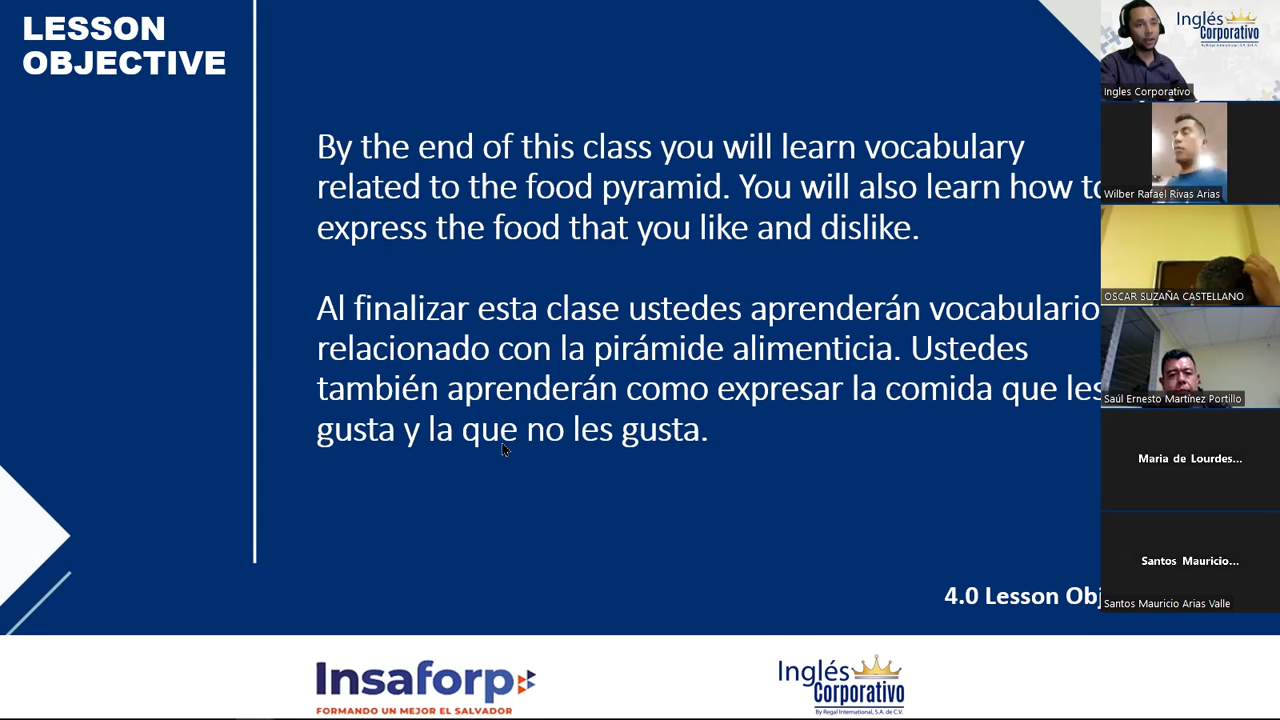 LESSON
OBJECTIVE
By the end of this class you will learn vocabulary
related to the food pyramid. You will also learn how to
express the food that you like and dislike.
Al finalizar esta clase ustedes aprenderán vocabulario
relacionado con la pirámide alimenticia. Ustedes
también aprenderán como expresar la comida que les
gusta y la que no les gusta.
4.0 Lesson Obj
Insaforp
FORMANDO UN MEJOR EL SALVADOR
Inglés
Corporativo
By Regal International, S.A. de C.V.
Inglés
Corporativo
By Regal International, S.A. de C.V.
Ingles Corporativo
Wilber Rafael Rivas Arias
OSCAR SUZAÑA CASTELLANO
Saúl Ernesto Martínez Portillo
Maria de Lourdes...
Santos Mauricio...
Santos Mauricio Arias Valle